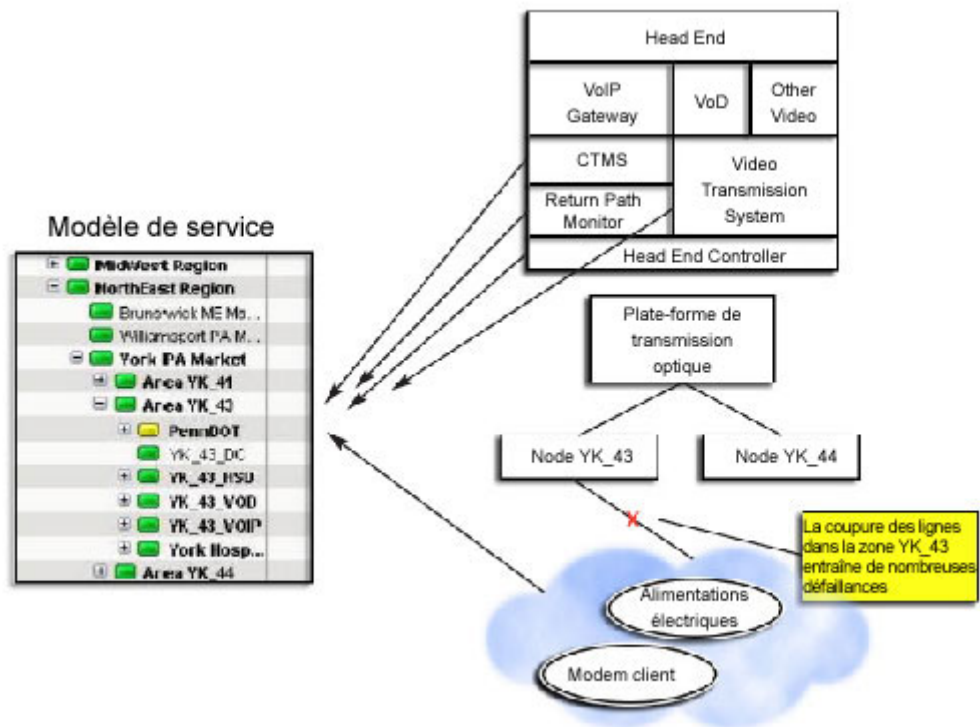 Head End
VoIP
Gateway
VoD
Other
Video
CTMS
Video
Transmission
System
Return Path
Monitor
Head End Controller
Modèle de service
MidWest Region
NorthEast Region
Brunswick ME Ma...
Williamsport PA M...
York PA Market
Area YK_41
Area YK_43
PennDOT
YK_43_DC
YK_43_HSD
YK_43_VOD
YK_43_VOIP
York Hosp...
Area YK_44
Plate-forme de
transmission
optique
Node YK_43
Node YK_44
X
La coupure des lignes
dans la zone YK_43
entraîne de nombreuses
défaillances
Alimentations
électriques
Modem client